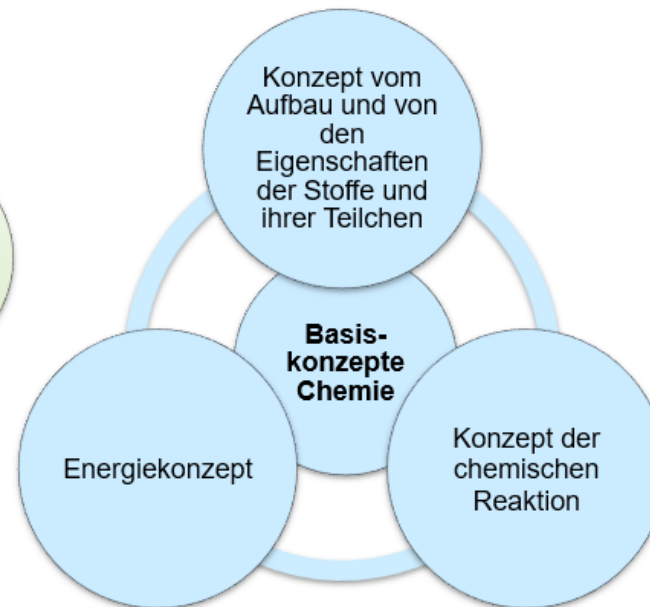 Konzept vom
Aufbau und von
den
Eigenschaften
der Stoffe und
ihrer Teilchen
Basis-
konzepte
Chemie
Energiekonzept
Konzept der
chemischen
Reaktion